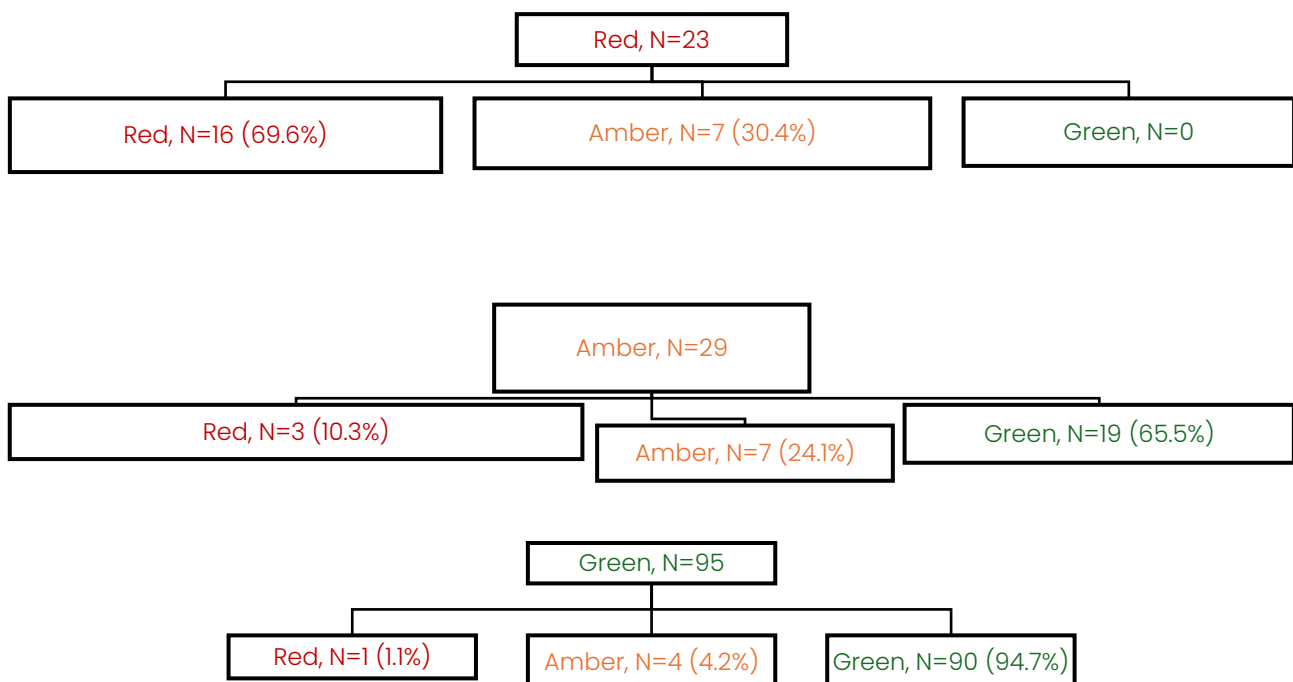 Red, N=23
Red, N=16 (69.6%)
Amber, N=7 (30.4%)
Green, N=0
Amber, N=29
Red, N=3 (10.3%)
Amber, N=7 (24.1%)
Green, N=19 (65.5%)
Green, N=95
Red, N=1 (1.1%)
Amber, N=4 (4.2%)
Green, N=90 (94.7%)